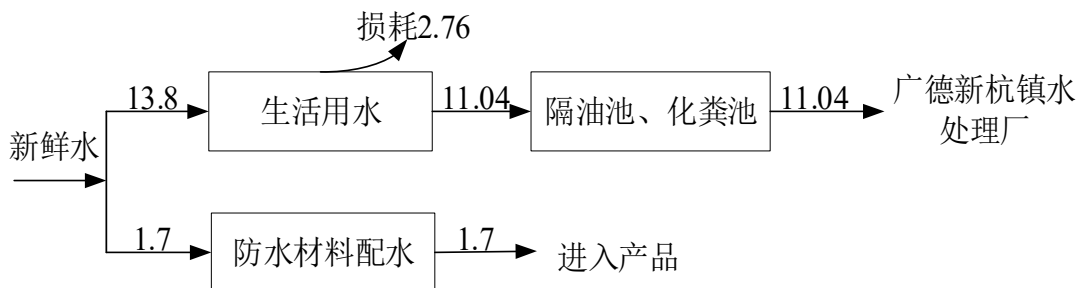 损耗2.76
13.8
生活用水
11.04
隔油池、化粪池
11.04
广德新杭镇水
处理厂
新鲜水
1.7
防水材料配水
1.7
进入产品